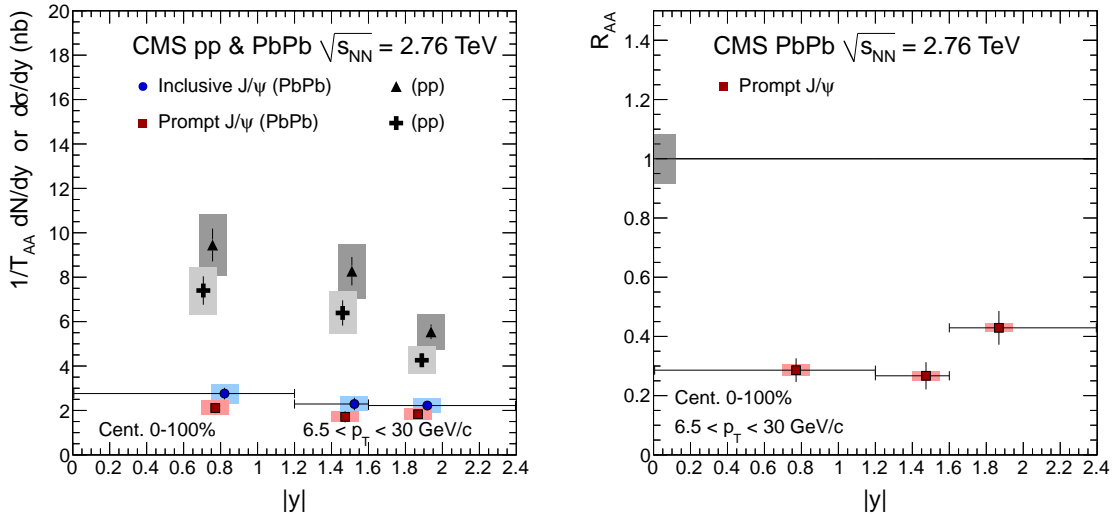 1/T_AA dN/dy or dσ/dy (nb)
20
18
16
14
12
10
8
6
4
2
0
CMS pp & PbPb √s_NN = 2.76 TeV
Inclusive J/ψ (PbPb)
(pp)
Prompt J/ψ (PbPb)
(pp)
Cent. 0-100%
6.5 < p_T < 30 GeV/c
0 0.2 0.4 0.6 0.8 1 1.2 1.4 1.6 1.8 2 2.2 2.4
|y|
R_AA
1.4
1.2
1
0.8
0.6
0.4
0.2
0
CMS PbPb √s_NN = 2.76 TeV
Prompt J/ψ
Cent. 0-100%
6.5 < p_T < 30 GeV/c
0 0.2 0.4 0.6 0.8 1 1.2 1.4 1.6 1.8 2 2.2 2.4
|y|